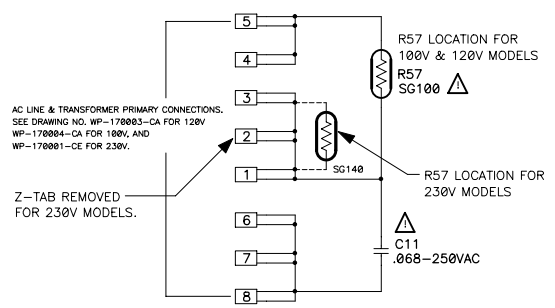 5
4
3
2
1
6
7
8
R57 LOCATION FOR
100V & 120V MODELS
R57
SG100
!
AC LINE & TRANSFORMER PRIMARY CONNECTIONS.
SEE DRAWING NO. WP-170003-CA FOR 120V
WP-170004-CA FOR 100V, AND
WP-170001-CE FOR 230V.
SG140
R57 LOCATION FOR
230V MODELS
Z-TAB REMOVED
FOR 230V MODELS.
!
C11
.068-250VAC